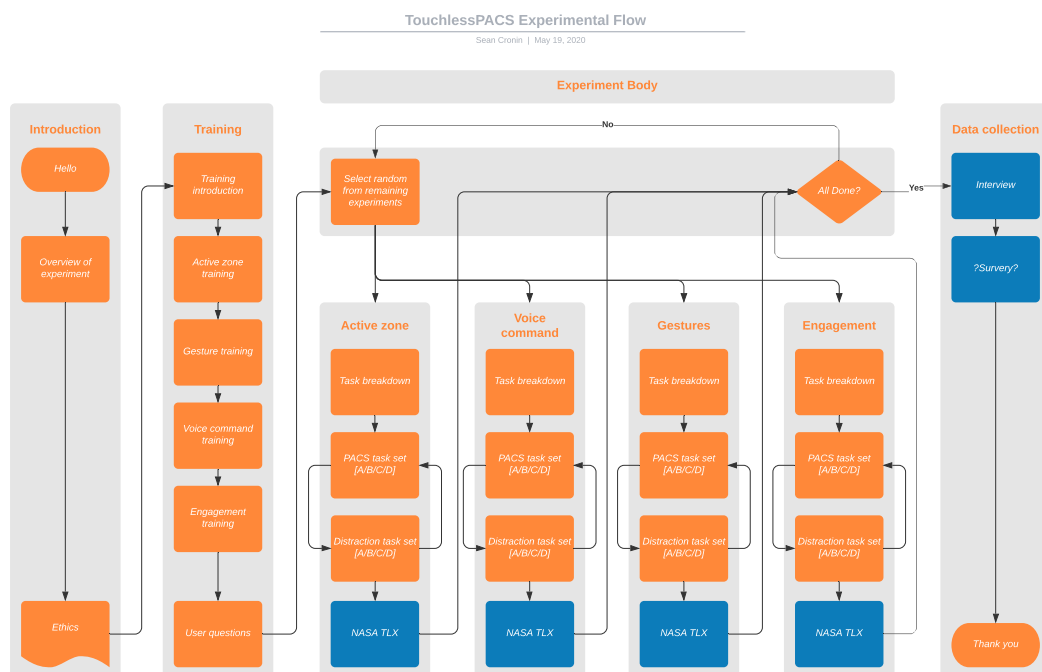 TouchlessPACS Experimental Flow
Sean Cronin | May 19, 2020
Experiment Body
Introduction
Hello
Overview of
experiment
Ethics
Training
Training
introduction
Active zone
training
Gesture training
Voice command
training
Engagement
training
User questions
No
Select random
from remaining
experiments
All Done?
Yes
Active zone
Task breakdown
PACS task set
[A/B/C/D]
Distraction task set
[A/B/C/D]
NASA TLX
Voice
command
Task breakdown
PACS task set
[A/B/C/D]
Distraction task set
[A/B/C/D]
NASA TLX
Gestures
Task breakdown
PACS task set
[A/B/C/D]
Distraction task set
[A/B/C/D]
NASA TLX
Engagement
Task breakdown
PACS task set
[A/B/C/D]
Distraction task set
[A/B/C/D]
NASA TLX
Data collection
Interview
?Survery?
Thank you